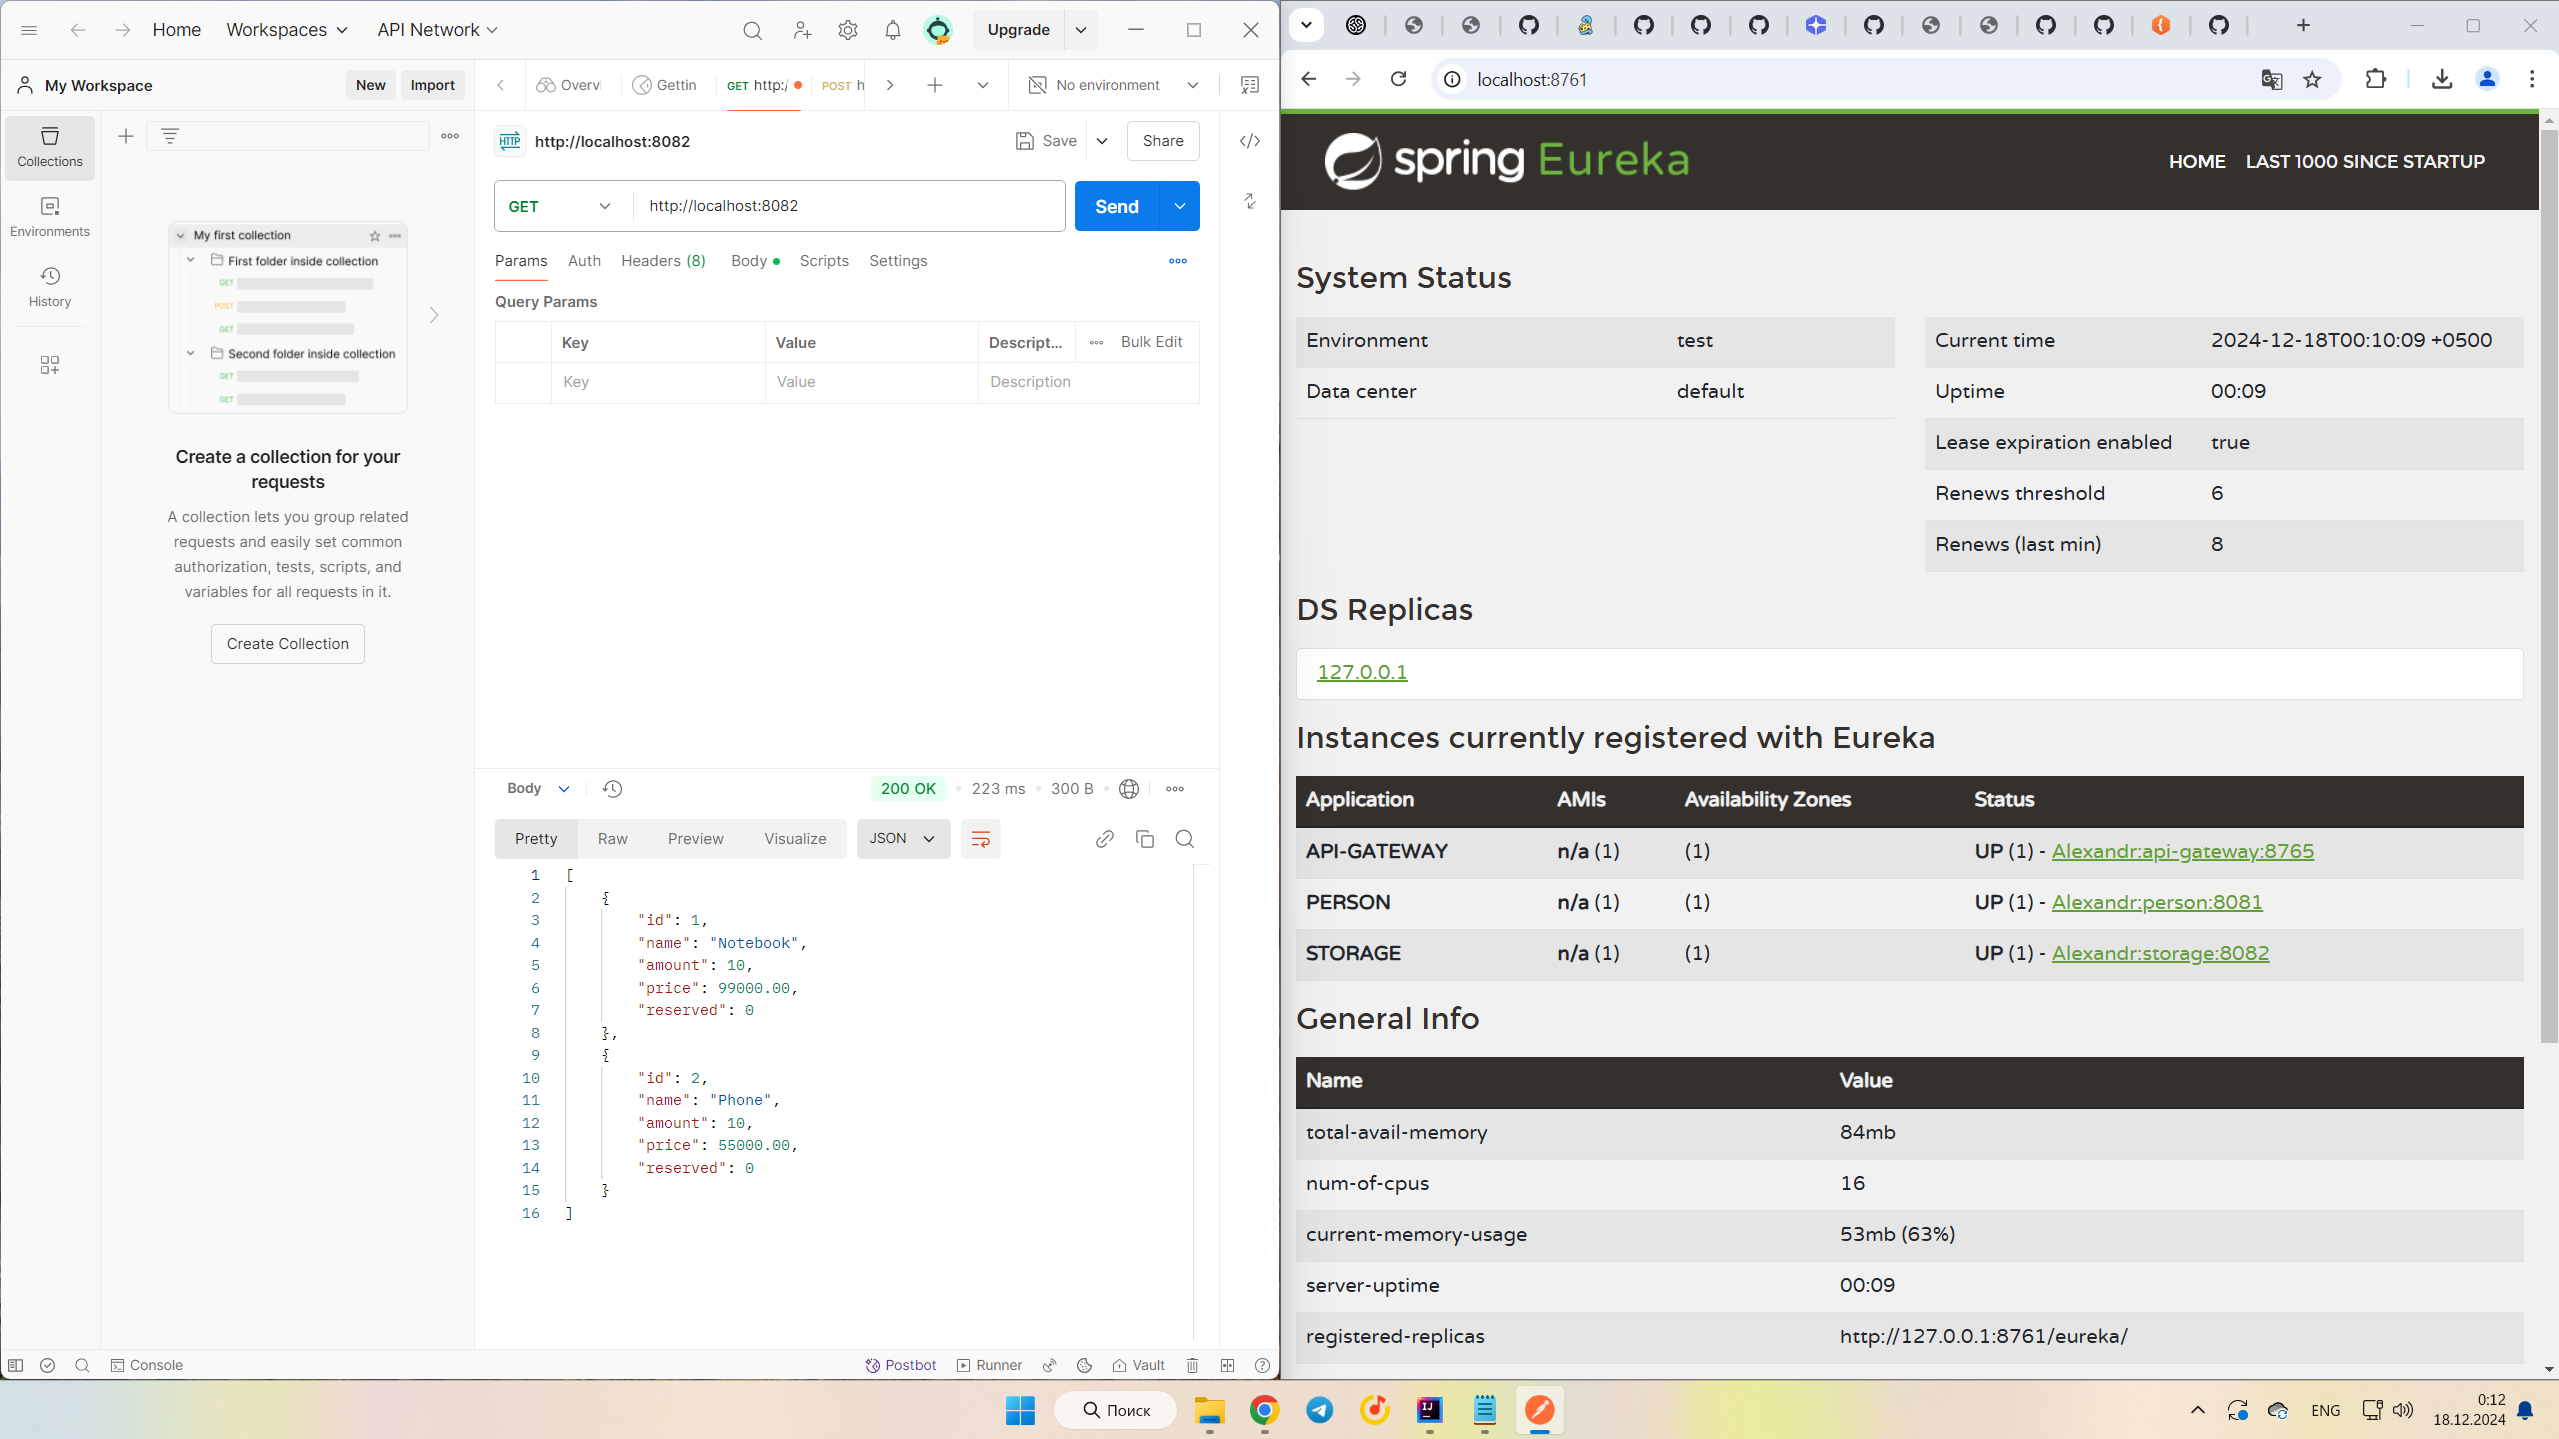 Home Workspaces API Network Upgrade
My Workspace New Import
Overv Gettin GET http:/ POST h No environment
Collections
Environments
History
My first collection
First folder inside collection
GET
POST
GET
Second folder inside collection
GET
GET
Create a collection for your
requests
A collection lets you group related
requests and easily set common
authorization, tests, scripts, and
variables for all requests in it.
Create Collection
HTTP http://localhost:8082 Save Share
GET http://localhost:8082 Send
Params Auth Headers (8) Body Scripts Settings
Query Params
Key Value Descript... Bulk Edit
Key Value Description
Body 200 OK 223 ms 300 B
Pretty Raw Preview Visualize JSON
1 [
2 {
3 "id": 1,
4 "name": "Notebook",
5 "amount": 10,
6 "price": 99000.00,
7 "reserved": 0
8 },
9 {
10 "id": 2,
11 "name": "Phone",
12 "amount": 10,
13 "price": 55000.00,
14 "reserved": 0
15 }
16 ]
Console Postbot Runner Vault
localhost:8761
spring Eureka HOME LAST 1000 SINCE STARTUP
System Status
Environment test
Data center default
Current time 2024-12-18T00:10:09 +0500
Uptime 00:09
Lease expiration enabled true
Renews threshold 6
Renews (last min) 8
DS Replicas
127.0.0.1
Instances currently registered with Eureka
Application AMIs Availability Zones Status
API-GATEWAY n/a (1) (1) UP (1) - Alexandr:api-gateway:8765
PERSON n/a (1) (1) UP (1) - Alexandr:person:8081
STORAGE n/a (1) (1) UP (1) - Alexandr:storage:8082
General Info
Name Value
total-avail-memory 84mb
num-of-cpus 16
current-memory-usage 53mb (63%)
server-uptime 00:09
registered-replicas http://127.0.0.1:8761/eureka/
Поиск IJ ENG 0:12
18.12.2024